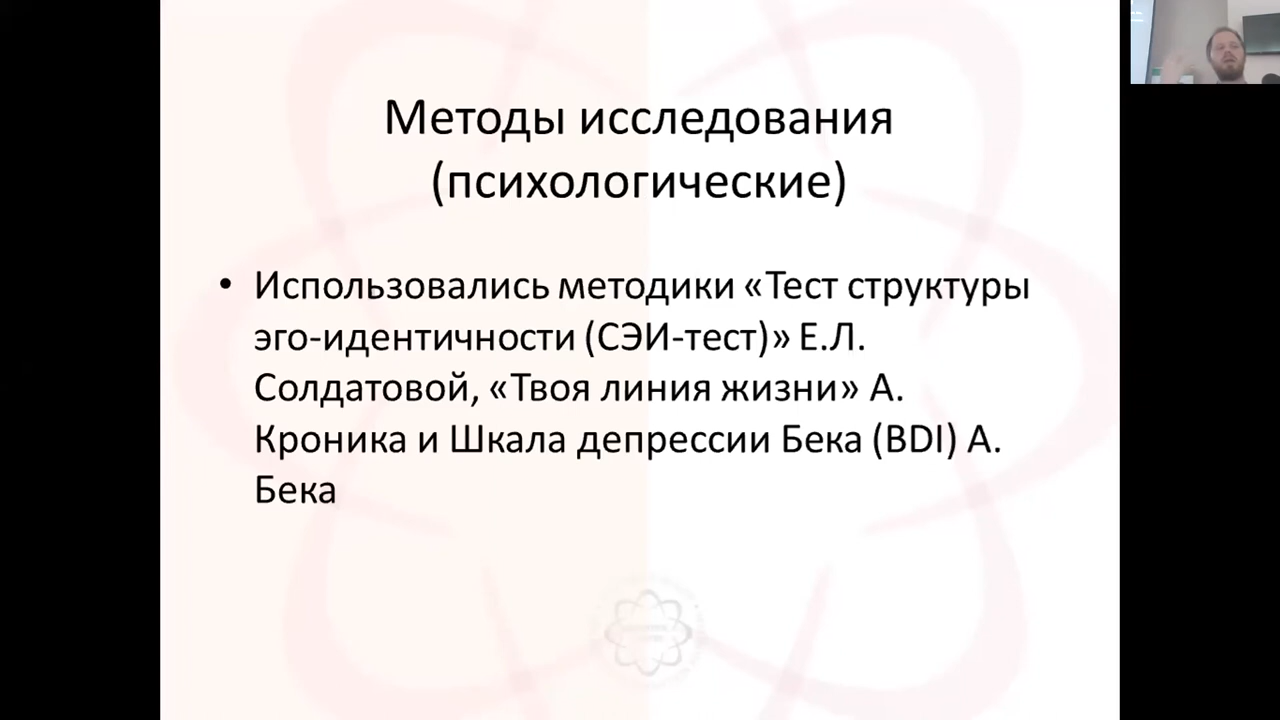 Методы исследования
(психологические)
• Использовались методики «Тест структуры
эго-идентичности (СЭИ-тест)» Е.Л.
Солдатовой, «Твоя линия жизни» А.
Кроника и Шкала депрессии Бека (BDI) А.
Бека